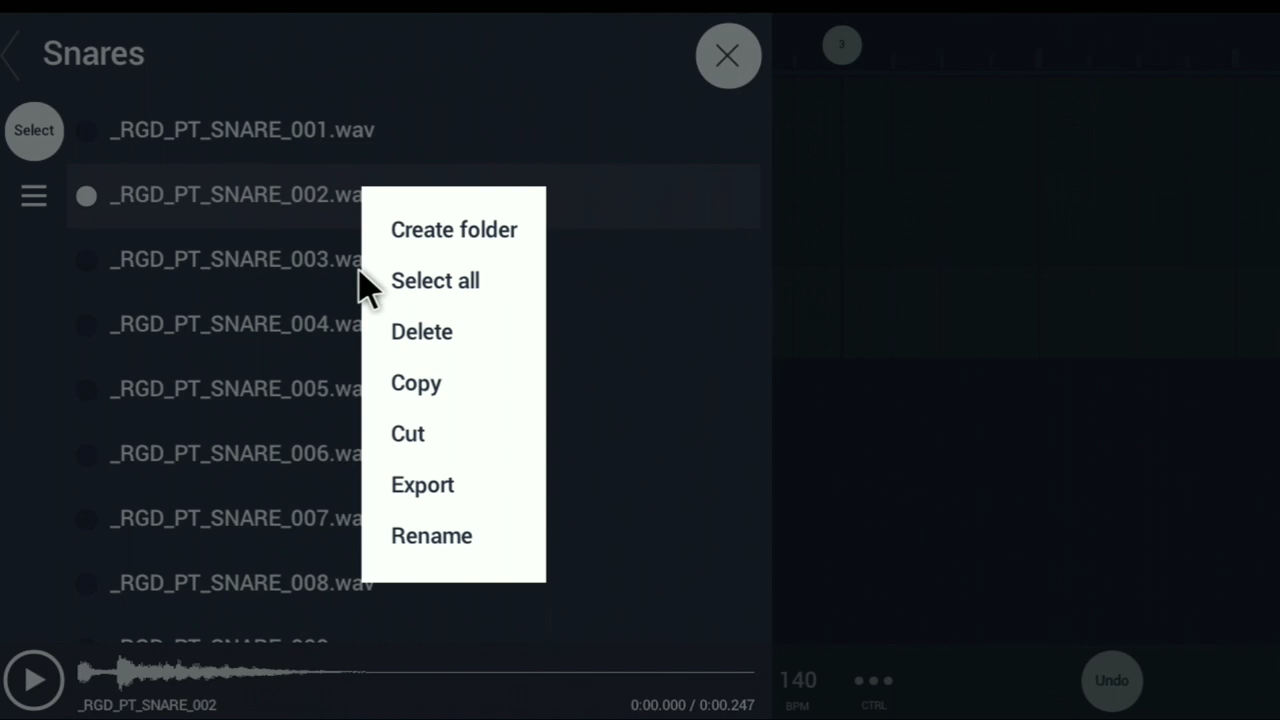 Snares
3
Select
_RGD_PT_SNARE_001.wav
_RGD_PT_SNARE_002.wa
_RGD_PT_SNARE_003.wa
_RGD_PT_SNARE_004.wa
_RGD_PT_SNARE_005.wa
_RGD_PT_SNARE_006.wa
_RGD_PT_SNARE_007.wa
_RGD_PT_SNARE_008.wav
Create folder
Select all
Delete
Copy
Cut
Export
Rename
_RGD_PT_SNARE_002
0:00.000 / 0:00.247
140
BPM
CTRL
Undo